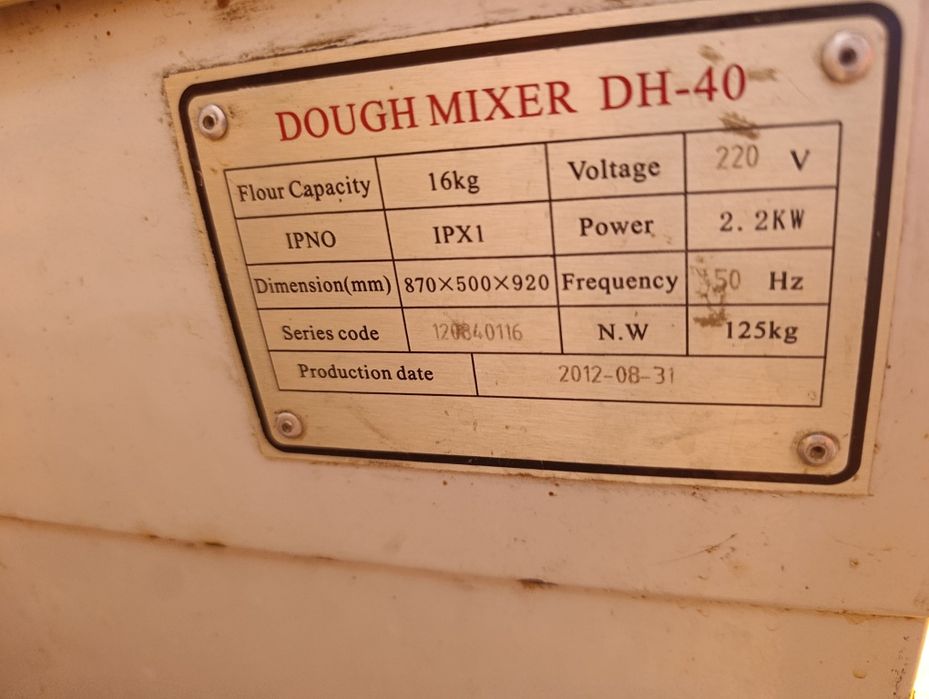 DOUGH MIXER DH-40
Flour Capacity 16kg Voltage 220 V
IPNO IPX1 Power 2.2KW
Dimension(mm) 870×500×920 Frequency 50 Hz
Series code 120840116 N.W 125kg
Production date 2012-08-31